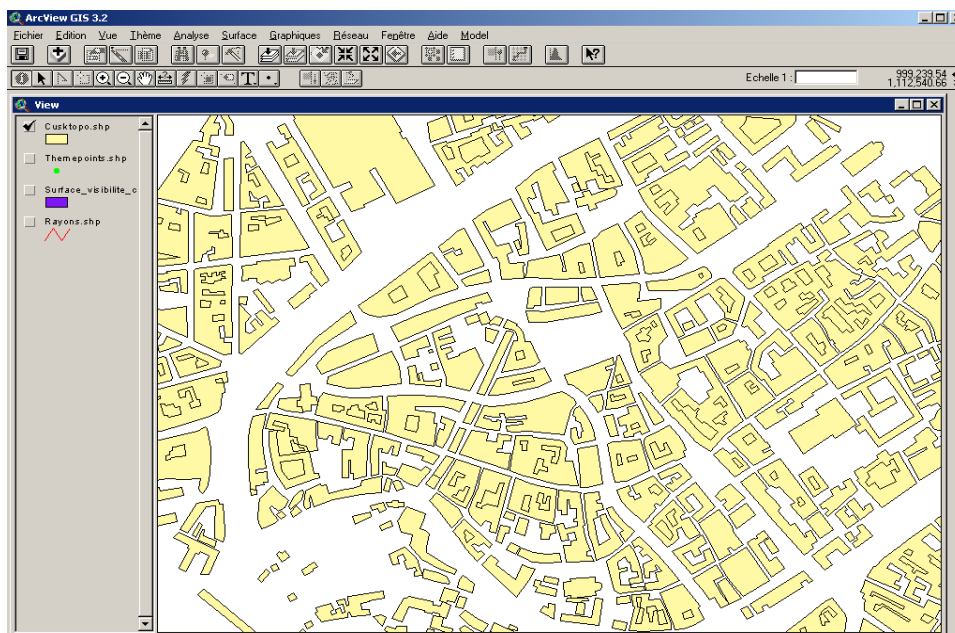 ArcView GIS 3.2
Fichier Edition Vue Thème Analyse Surface Graphiques Réseau Fenêtre Aide Model
T
Echelle 1 :
999,239.54
1,112,540.66
View
Cusktopo.shp
Themepoints.shp
Surface_visibilite_c
Rayons.shp